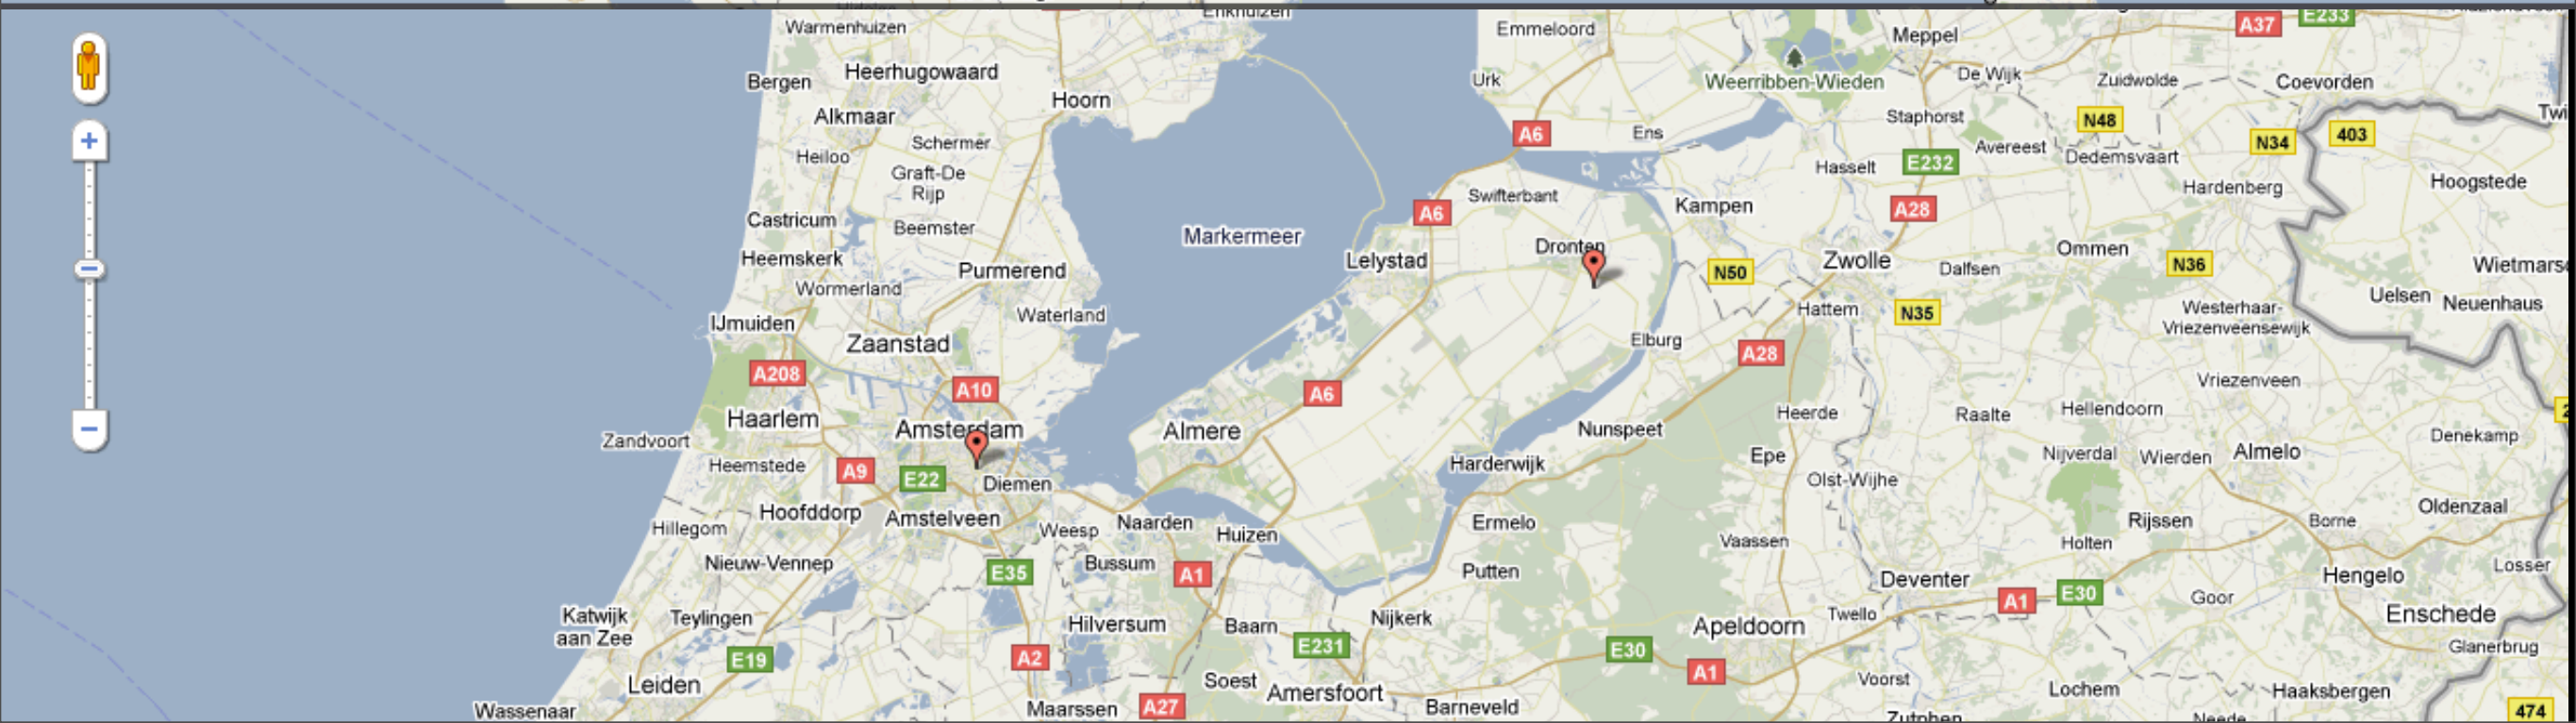 Enkhuizen
E233
A37
Warmenhuizen
Emmeloord
Meppel
Bergen
Heerhugowaard
Urk
Weerribben-Wieden
De Wijk
Zuidwolde
Coevorden
Hoorn
Alkmaar
Staphorst
N48
A6
Ens
403
Schermer
N34
Avereest
Heiloo
Dedemsvaart
Hasselt
E232
Graft-De
Rijp
Hoogstede
Hardenberg
Swifterbant
Kampen
A28
A6
Castricum
Beemster
Markermeer
Dronten
Ommen
Heemskerk
Lelystad
Zwolle
N36
Purmerend
N50
Dalfsen
Wormerland
Uelsen
Neuenhaus
Waterland
Hattem
N35
Westerhaar-
Vriezenveensewijk
IJmuiden
Zaanstad
Elburg
A28
A208
A10
A6
Vriezenveen
Haarlem
Heerde
Raalte
Hellendoorn
Amsterdam
Almere
Nunspeet
Denekamp
Zandvoort
Nijverdal
Wierden
Almelo
Heemstede
A9
E22
Diemen
Harderwijk
Epe
Olst-Wijhe
Hoofddorp
Amstelveen
Oldenzaal
Hillegom
Weesp
Naarden
Huizen
Ermelo
Rijssen
Borne
Vaassen
Holten
Nieuw-Vennep
E35
Bussum
A1
Putten
Deventer
Hengelo
Losser
Katwijk
aan Zee
Teylingen
Hilversum
Baarn
Nijkerk
Twello
A1
E30
Goor
Enschede
Apeldoorn
E19
A2
E231
E30
A1
Glanerbrug
Leiden
Soest
Amersfoort
Voorst
Lochem
Haaksbergen
Wassenaar
Maarssen
A27
Barneveld
Zutphen
Neede
474